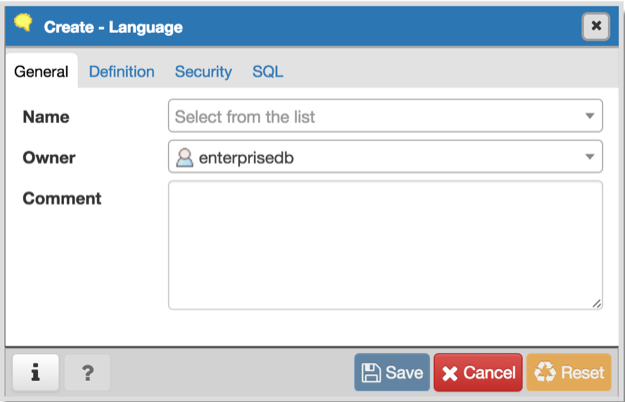 Create - Language
General Definition Security SQL
Name Select from the list
Owner enterprisedb
Comment
i ? Save Cancel Reset